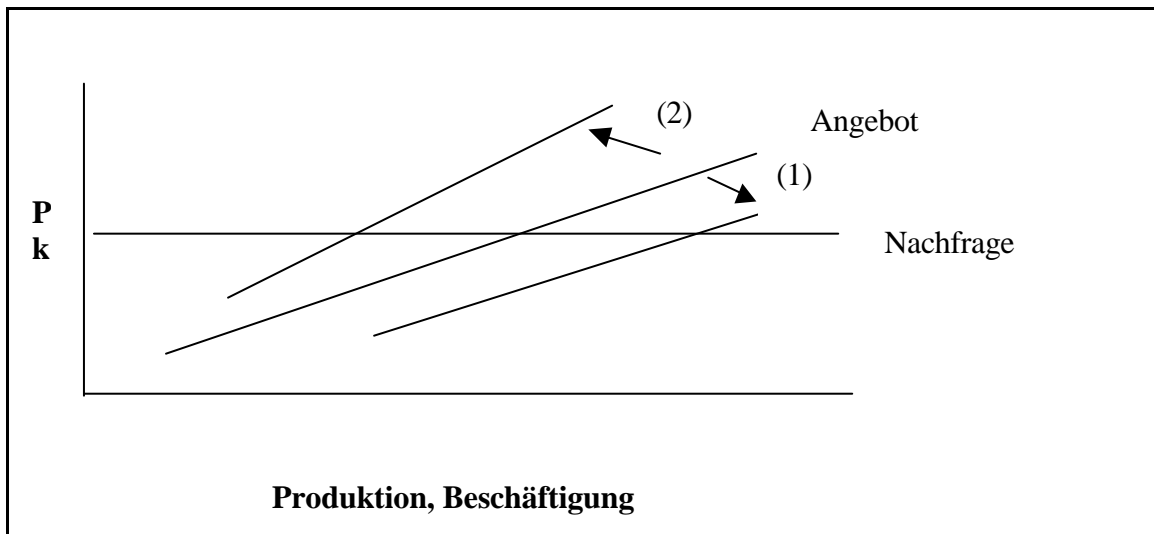 (2)
Angebot
(1)
P
k
Nachfrage
Produktion, Beschäftigung